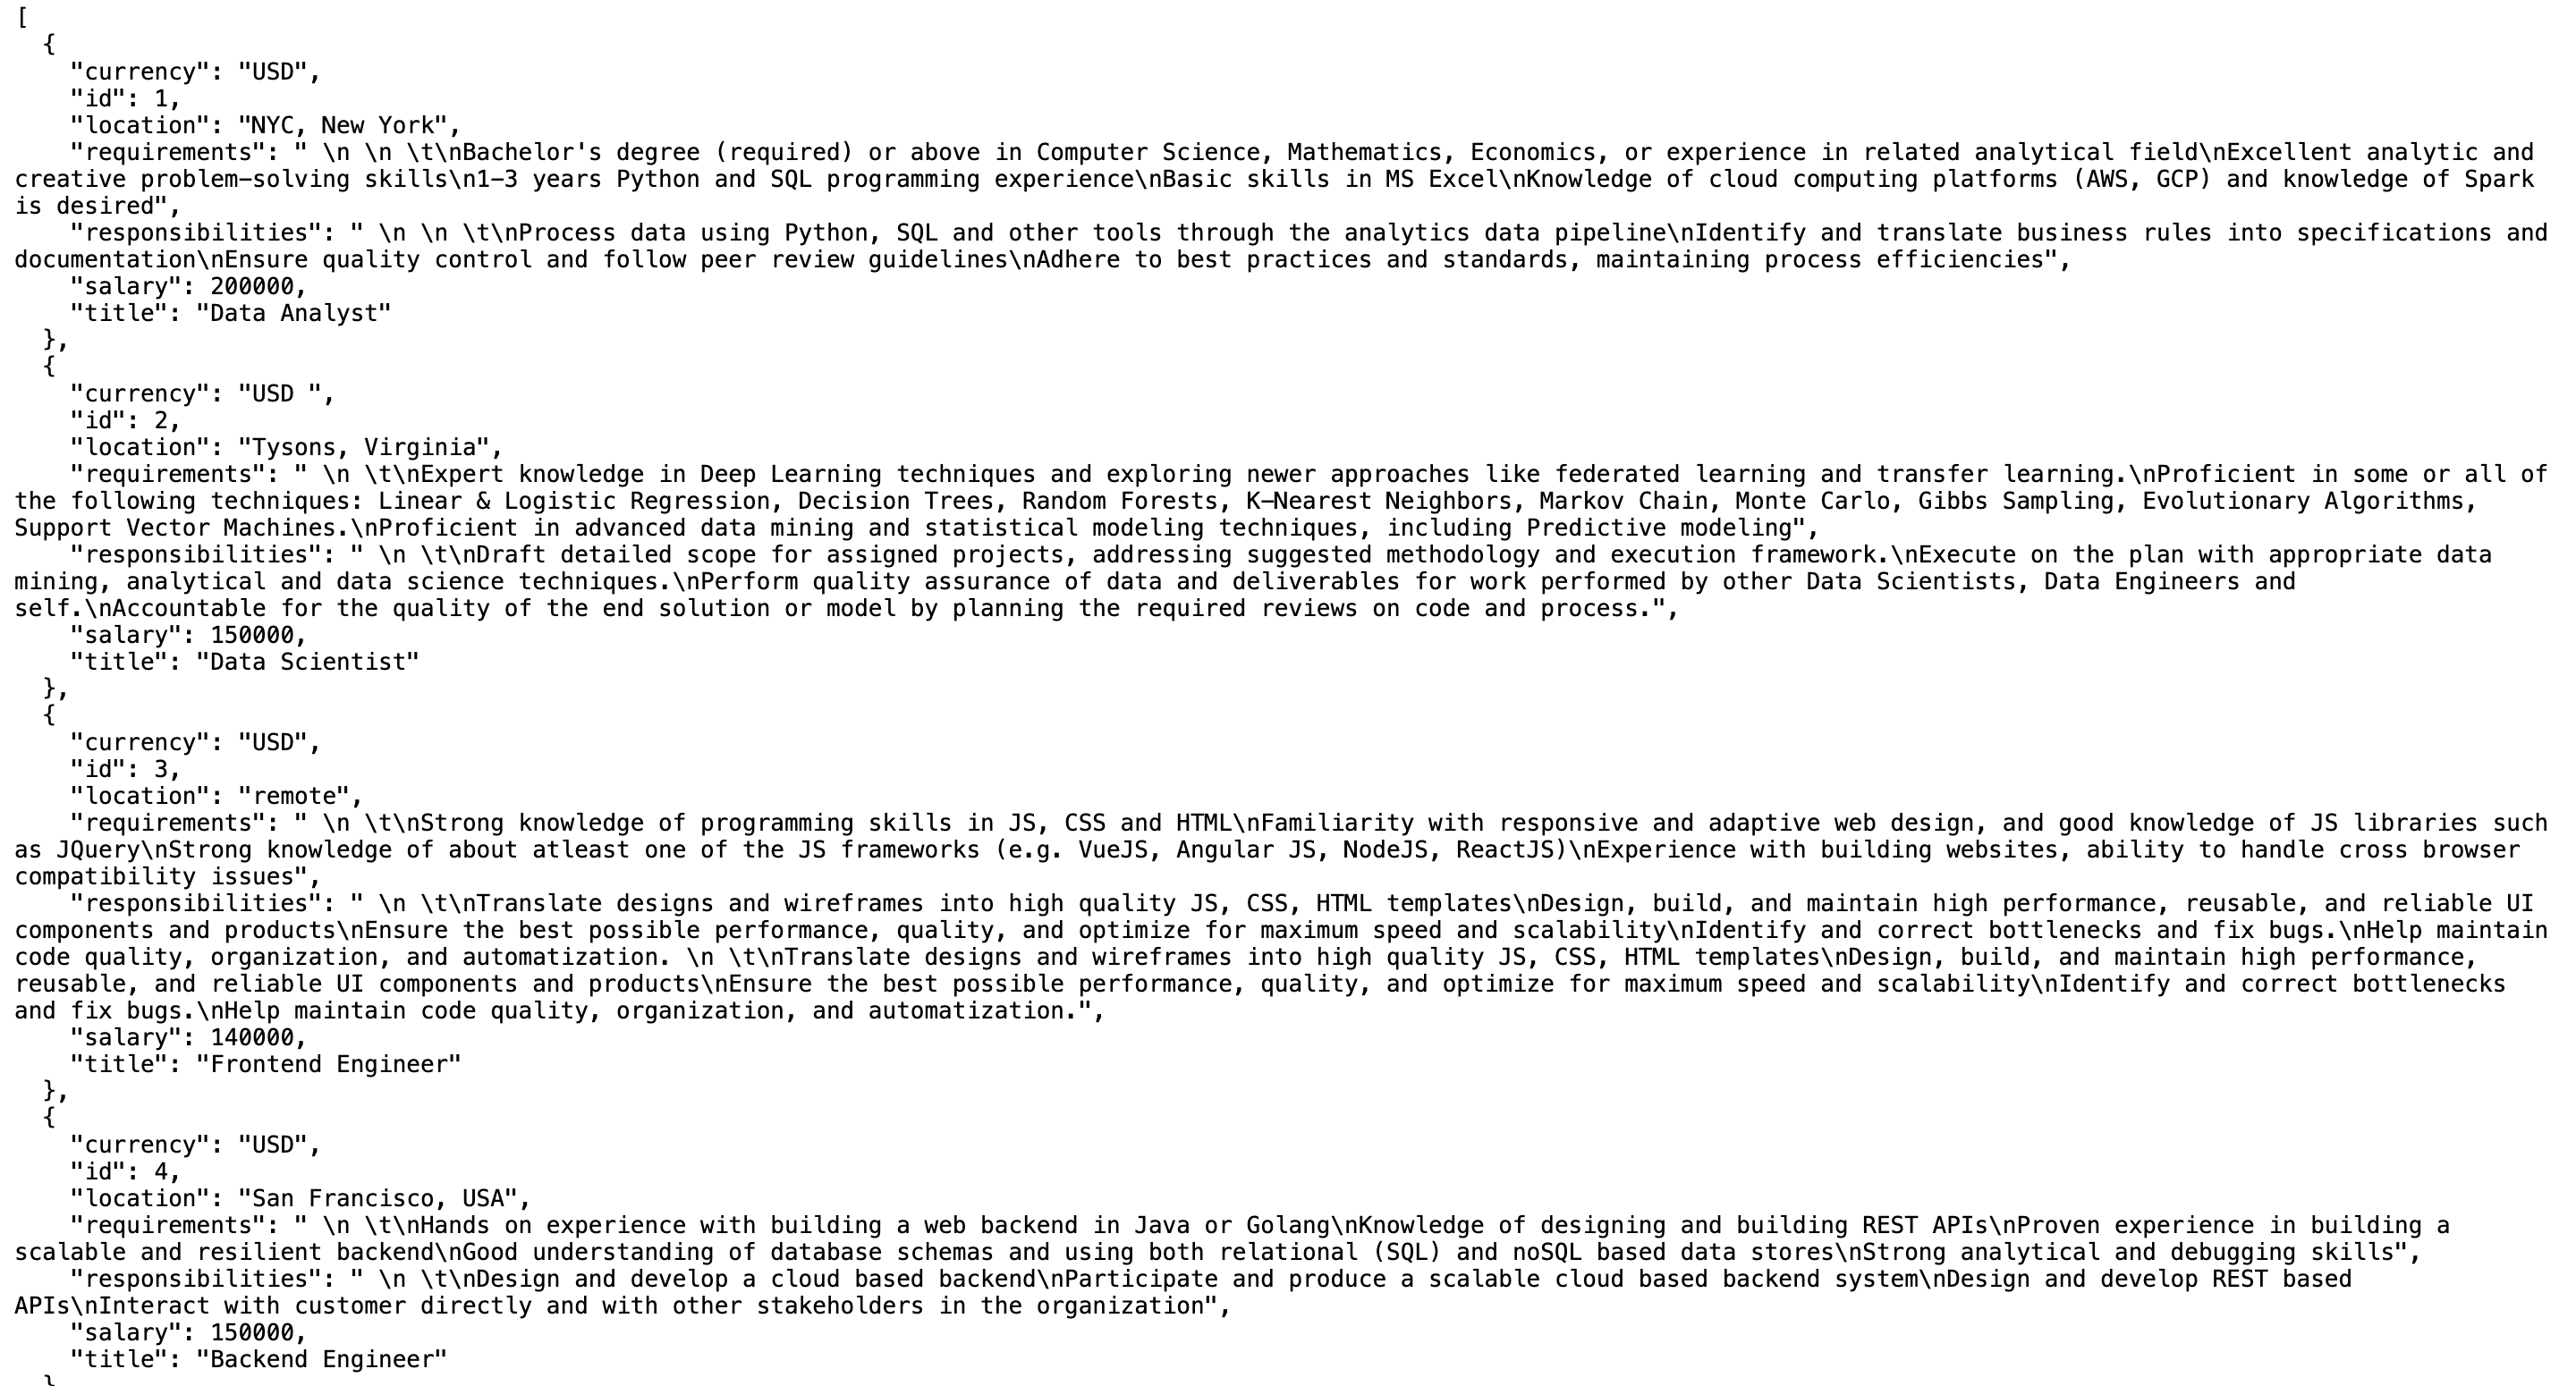 [
  {
    "currency": "USD",
    "id": 1,
    "location": "NYC, New York",
    "requirements": " \n \n \t\nBachelor's degree (required) or above in Computer Science, Mathematics, Economics, or experience in related analytical field\nExcellent analytic and
creative problem-solving skills\n1-3 years Python and SQL programming experience\nBasic skills in MS Excel\nKnowledge of cloud computing platforms (AWS, GCP) and knowledge of Spark
is desired",
    "responsibilities": " \n \n \t\nProcess data using Python, SQL and other tools through the analytics data pipeline\nIdentify and translate business rules into specifications and
documentation\nEnsure quality control and follow peer review guidelines\nAdhere to best practices and standards, maintaining process efficiencies",
    "salary": 200000,
    "title": "Data Analyst"
  },
  {
    "currency": "USD ",
    "id": 2,
    "location": "Tysons, Virginia",
    "requirements": " \n \t\nExpert knowledge in Deep Learning techniques and exploring newer approaches like federated learning and transfer learning.\nProficient in some or all of
the following techniques: Linear & Logistic Regression, Decision Trees, Random Forests, K-Nearest Neighbors, Markov Chain, Monte Carlo, Gibbs Sampling, Evolutionary Algorithms,
Support Vector Machines.\nProficient in advanced data mining and statistical modeling techniques, including Predictive modeling",
    "responsibilities": " \n \t\nDraft detailed scope for assigned projects, addressing suggested methodology and execution framework.\nExecute on the plan with appropriate data
mining, analytical and data science techniques.\nPerform quality assurance of data and deliverables for work performed by other Data Scientists, Data Engineers and
self.\nAccountable for the quality of the end solution or model by planning the required reviews on code and process.",
    "salary": 150000,
    "title": "Data Scientist"
  },
  {
    "currency": "USD",
    "id": 3,
    "location": "remote",
    "requirements": " \n \t\nStrong knowledge of programming skills in JS, CSS and HTML\nFamiliarity with responsive and adaptive web design, and good knowledge of JS libraries such
as JQuery\nStrong knowledge of about atleast one of the JS frameworks (e.g. VueJS, Angular JS, NodeJS, ReactJS)\nExperience with building websites, ability to handle cross browser
compatibility issues",
    "responsibilities": " \n \t\nTranslate designs and wireframes into high quality JS, CSS, HTML templates\nDesign, build, and maintain high performance, reusable, and reliable UI
components and products\nEnsure the best possible performance, quality, and optimize for maximum speed and scalability\nIdentify and correct bottlenecks and fix bugs.\nHelp maintain
code quality, organization, and automatization. \n \t\nTranslate designs and wireframes into high quality JS, CSS, HTML templates\nDesign, build, and maintain high performance,
reusable, and reliable UI components and products\nEnsure the best possible performance, quality, and optimize for maximum speed and scalability\nIdentify and correct bottlenecks
and fix bugs.\nHelp maintain code quality, organization, and automatization.",
    "salary": 140000,
    "title": "Frontend Engineer"
  },
  {
    "currency": "USD",
    "id": 4,
    "location": "San Francisco, USA",
    "requirements": " \n \t\nHands on experience with building a web backend in Java or Golang\nKnowledge of designing and building REST APIs\nProven experience in building a
scalable and resilient backend\nGood understanding of database schemas and using both relational (SQL) and noSQL based data stores\nStrong analytical and debugging skills",
    "responsibilities": " \n \t\nDesign and develop a cloud based backend\nParticipate and produce a scalable cloud based backend system\nDesign and develop REST based
APIs\nInteract with customer directly and with other stakeholders in the organization",
    "salary": 150000,
    "title": "Backend Engineer"
  }